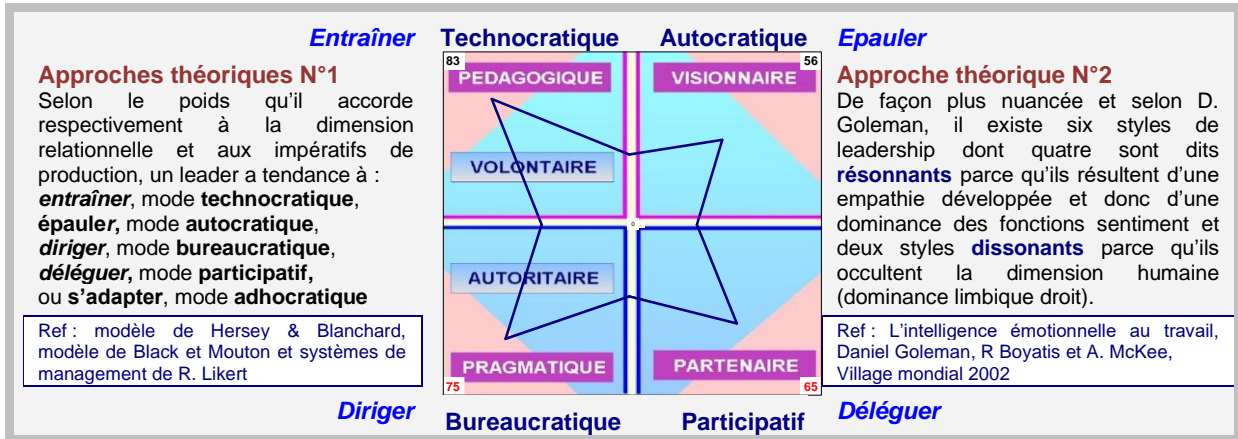 Entraîner Technocratique Autocratique Epauler
Approches théoriques N°1
Selon le poids qu'il accorde
respectivement à la dimension
relationnelle et aux impératifs de
production, un leader a tendance à :
entraîner, mode technocratique,
épauler, mode autocratique,
diriger, mode bureaucratique,
déléguer, mode participatif,
ou s'adapter, mode adhocratique
Ref : modèle de Hersey & Blanchard,
modèle de Black et Mouton et systèmes de
management de R. Likert
Diriger
83
56
PEDAGOGIQUE
VISIONNAIRE
VOLONTAIRE
0
AUTORITAIRE
PRAGMATIQUE
PARTENAIRE
75
65
Bureaucratique Participatif
Approche théorique N°2
De façon plus nuancée et selon D.
Goleman, il existe six styles de
leadership dont quatre sont dits
résonnants parce qu'ils résultent d'une
empathie développée et donc d'une
dominance des fonctions sentiment et
deux styles dissonants parce qu'ils
occultent la dimension humaine
(dominance limbique droit).
Ref : L'intelligence émotionnelle au travail,
Daniel Goleman, R Boyatis et A. McKee,
Village mondial 2002
Déléguer